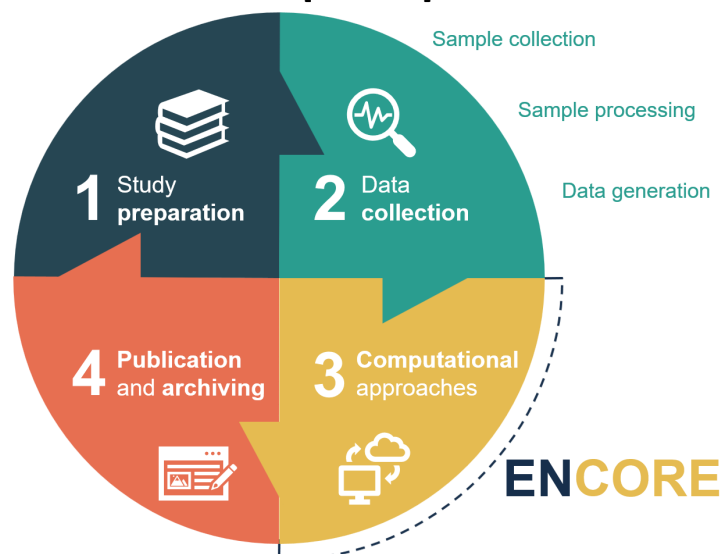 Sample collection
Sample processing
Data generation
1 Study
preparation
2 Data
collection
4 Publication
and archiving
3 Computational
approaches
ENCORE